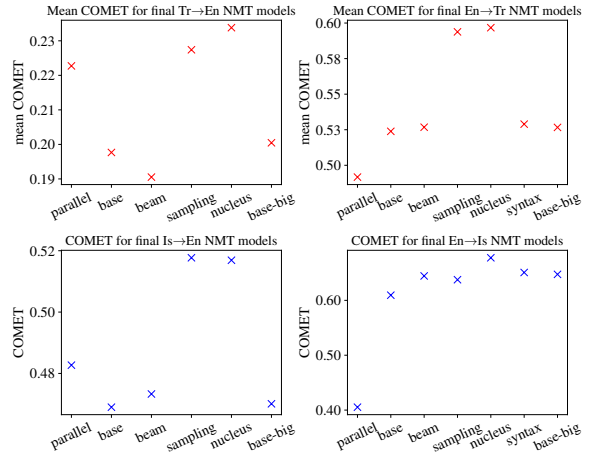 Mean COMET for final Tr→En NMT models
mean COMET
0.23
0.22
0.21
0.20
0.19
parallel
base
beam
sampling
nucleus
base-big
Mean COMET for final En→Tr NMT models
mean COMET
0.60
0.58
0.55
0.53
0.50
parallel
base
beam
sampling
nucleus
syntax
base-big
COMET for final Is→En NMT models
COMET
0.52
0.50
0.48
parallel
base
beam
sampling
nucleus
base-big
COMET for final En→Is NMT models
COMET
0.60
0.50
0.40
parallel
base
beam
sampling
nucleus
syntax
base-big